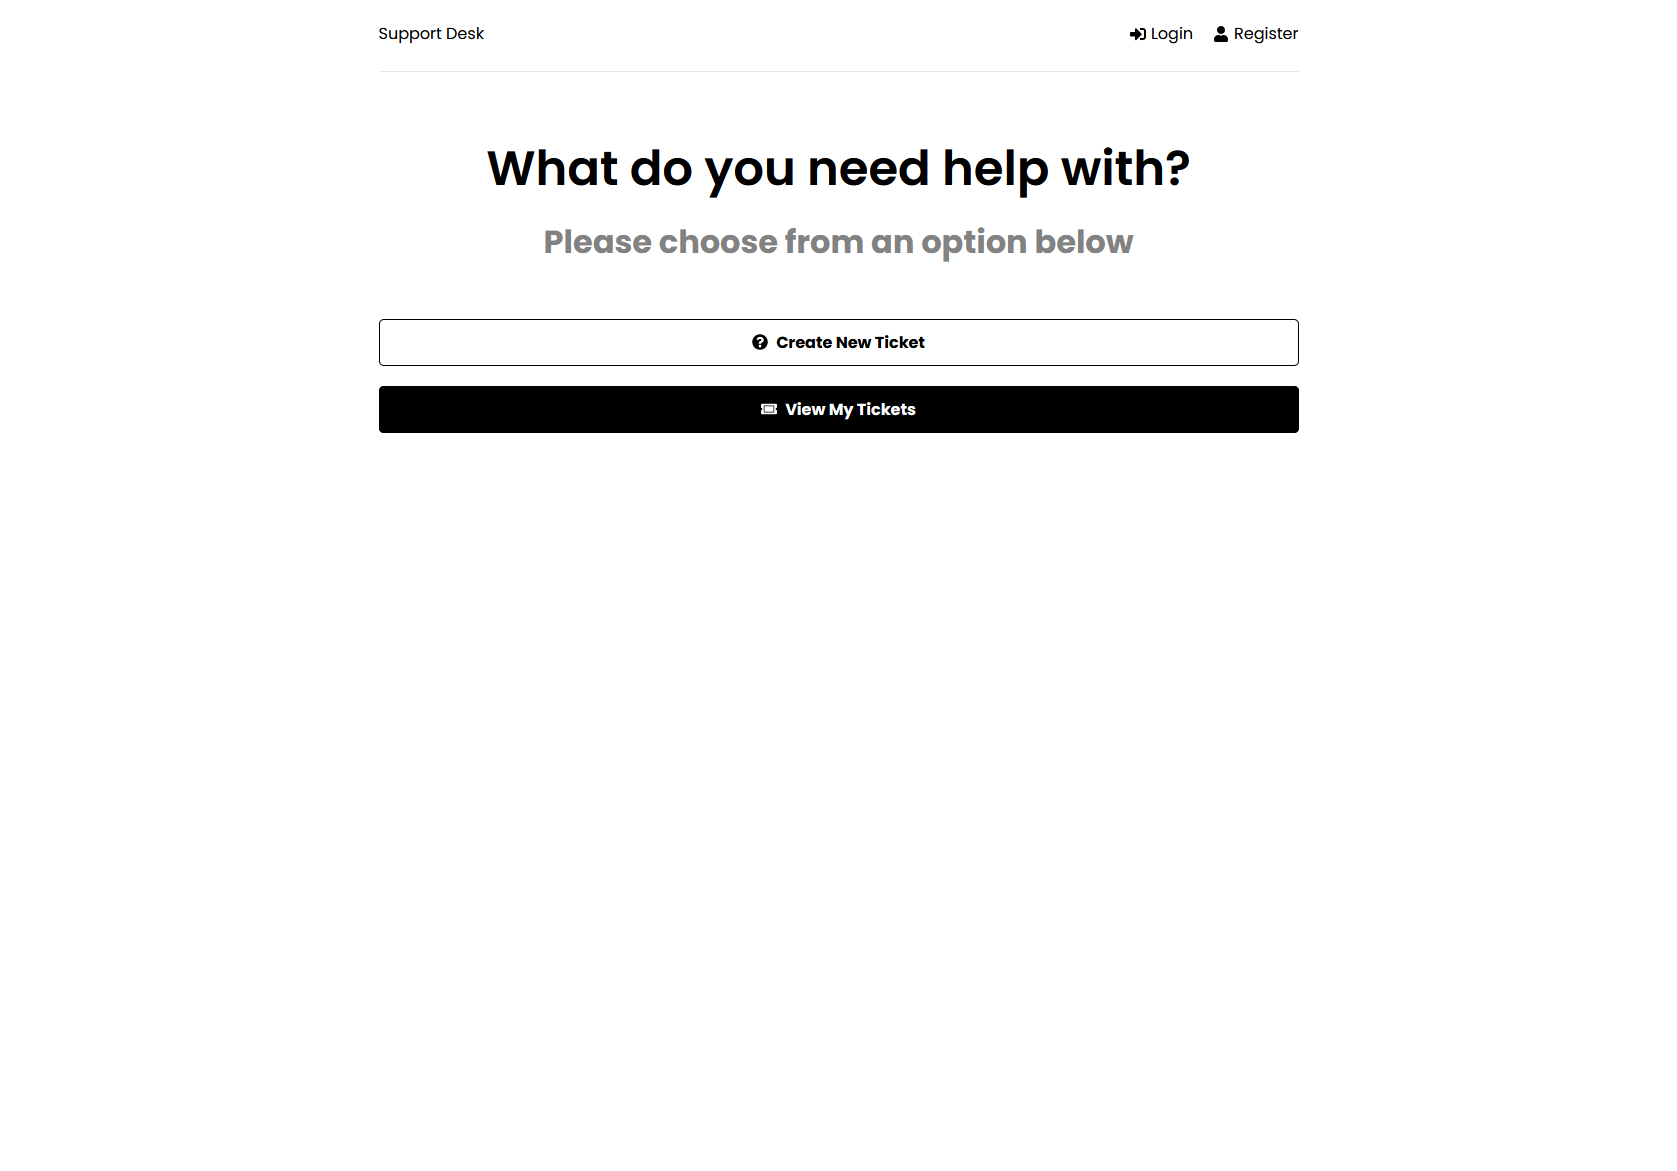 Support Desk
Login
Register
What do you need help with?
Please choose from an option below
Create New Ticket
View My Tickets